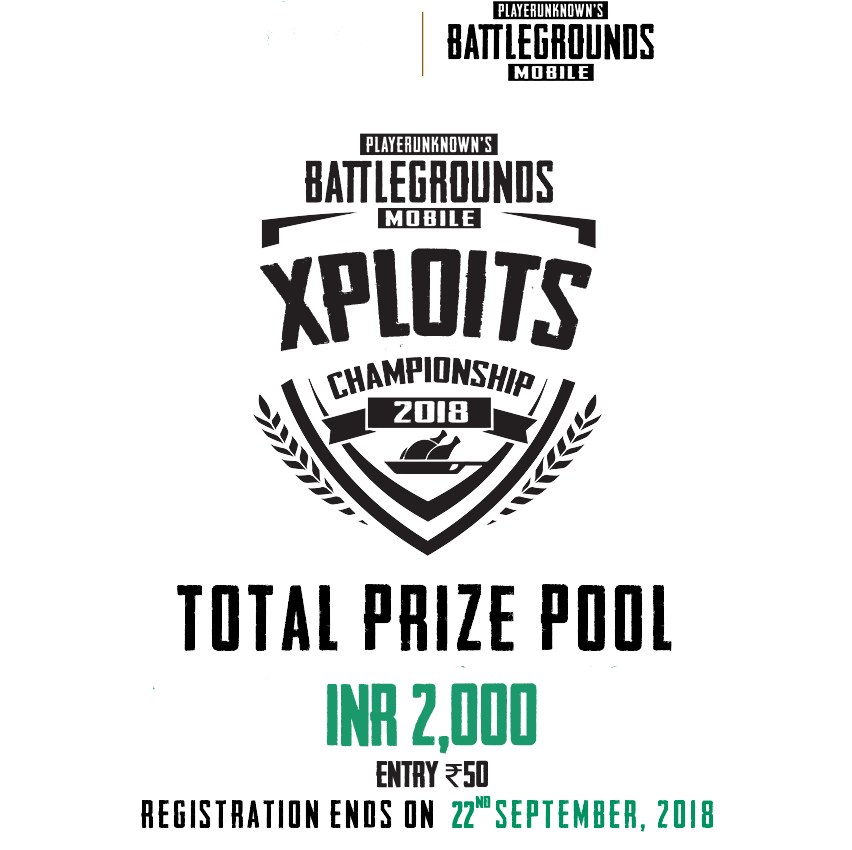 PLAYERUNKNOWN'S
BATTLEGROUNDS
MOBILE
PLAYERUNKNOWN'S
BATTLEGROUNDS
MOBILE
XPLOITS
CHAMPIONSHIP
2018
TOTAL PRIZE POOL
INR 2,000
ENTRY ₹50
REGISTRATION ENDS ON 22ND SEPTEMBER, 2018